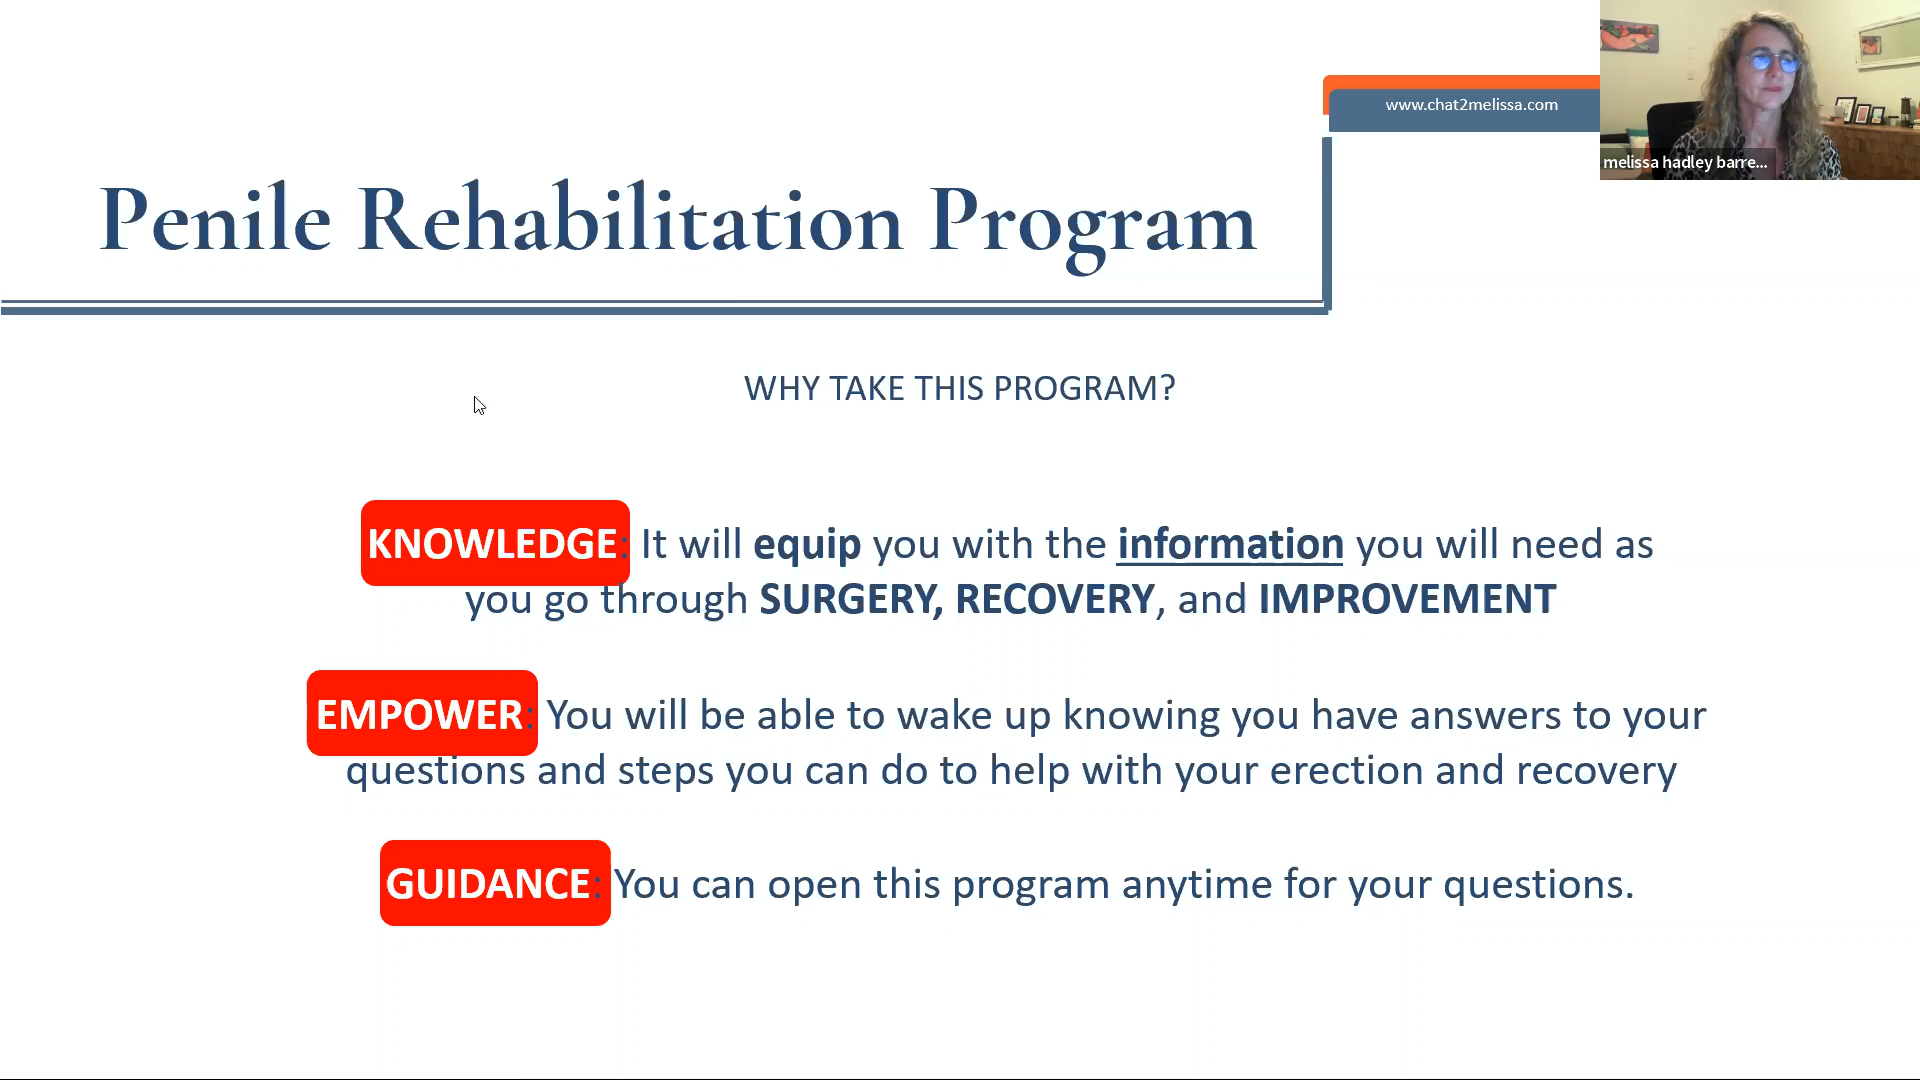 www.chat2melissa.com
melissa hadley barre...
Penile Rehabilitation Program
WHY TAKE THIS PROGRAM?
KNOWLEDGE: It will equip you with the information you will need as
you go through SURGERY, RECOVERY, and IMPROVEMENT
EMPOWER: You will be able to wake up knowing you have answers to your
questions and steps you can do to help with your erection and recovery
GUIDANCE: You can open this program anytime for your questions.